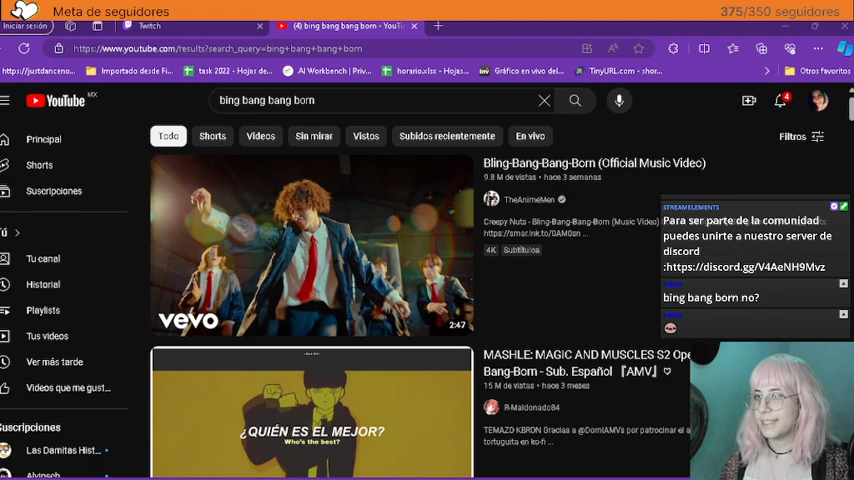 Meta de seguidores
375/350 seguidores
Iniciar sesión
Twitch
(4) bing bang bang born - YouTu
https://www.youtube.com/results?search_query=bing+bang+bang+born
https://justdanceno...
Importado desde Fi...
task 2022 - Hojas de...
AI Workbench | Priv...
horario.xlsx - Hojas...
Gráfico en vivo del...
TinyURL.com - shor...
Otros favoritos
YouTube MX
bing bang bang born
4
Principal
Shorts
Suscripciones
Tú
Tu canal
Historial
Playlists
Tus videos
Ver más tarde
Videos que me gust...
Suscripciones
Las Damitas Hist...
Alvinsch
Todo
Shorts
Videos
Sin mirar
Vistos
Subidos recientemente
En vivo
Filtros
vevo
2:47
Bling-Bang-Bang-Born (Official Music Video)
9.8 M de vistas • hace 3 semanas
TheAnimeMen
Creepy Nuts - Bling-Bang-Bang-Born (Music Video)
4K
Subtítulos
¿QUIÉN ES EL MEJOR?
Who's the best?
MASHLE: MAGIC AND MUSCLES S2 Ope
Bang-Born - Sub. Español 『AMV』♡
15 M de vistas • hace 3 meses
R-Maldonado84
TEMAZO KBRON Gracias a @DomiAMVs por patrocinar el a
tortuguita en ko-fi ...
STREAMELEMENTS
Para ser parte de la comunidad
puedes unirte a nuestro server de
discord
:https://discord.gg/V4AeNH9Mvz
bing bang born no?